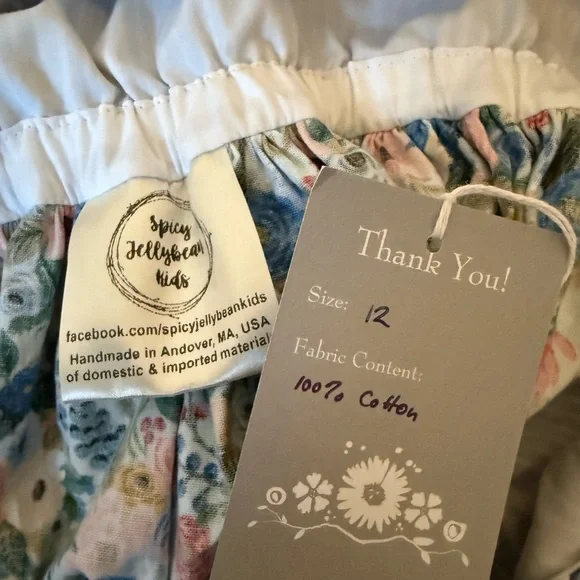 Spicy
Jellybean
Kids
facebook.com/spicyjellybeankids
Handmade in Andover, MA, USA
of domestic & imported material
Thank You!
Size: 12
Fabric Content:
100% Cotton